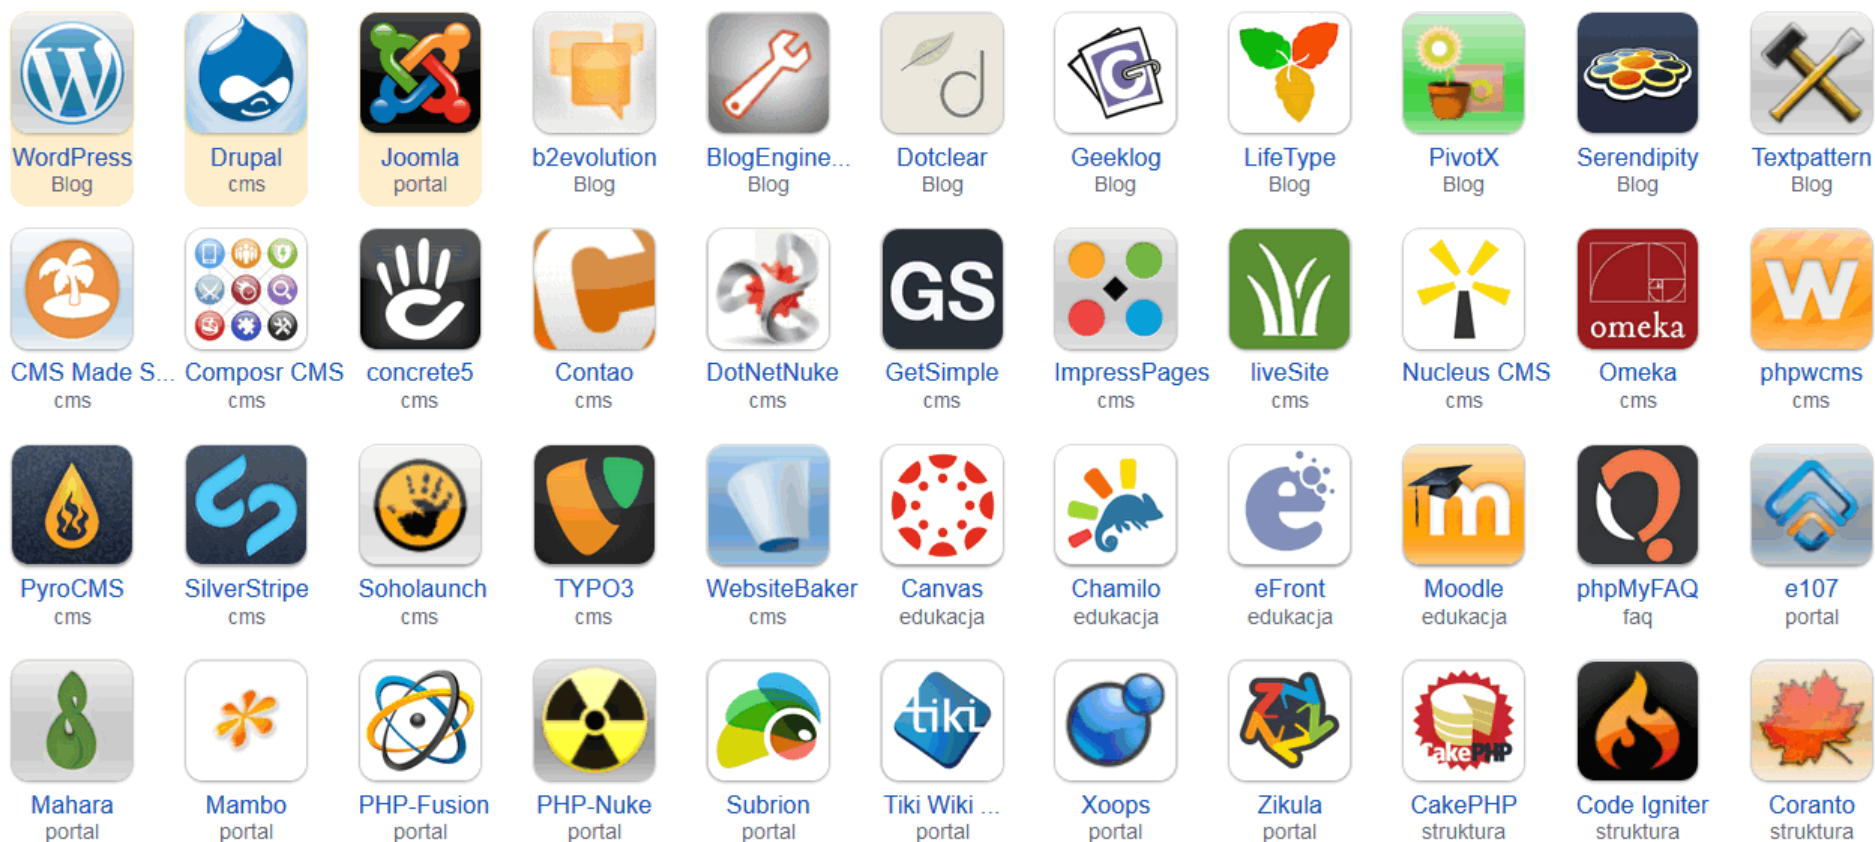 WordPress Drupal Joomla b2evolution BlogEngine... Dotclear Geeklog LifeType PivotX Serendipity Textpattern
Blog cms portal Blog Blog Blog Blog Blog Blog Blog Blog
GS
omeka
CMS Made S... Composr CMS concrete5 Contao DotNetNuke GetSimple ImpressPages liveSite Nucleus CMS Omeka phpwcms
cms cms cms cms cms cms cms cms cms cms cms
PyroCMS SilverStripe Soholaunch TYPO3 WebsiteBaker Canvas Chamilo eFront Moodle phpMyFAQ e107
cms cms cms cms cms edukacja edukacja edukacja edukacja faq portal
tiki
CakePHP
Mahara Mambo PHP-Fusion PHP-Nuke Subrion Tiki Wiki ... Xoops Zikula CakePHP Code Igniter Coranto
portal portal portal portal portal portal portal portal struktura struktura struktura